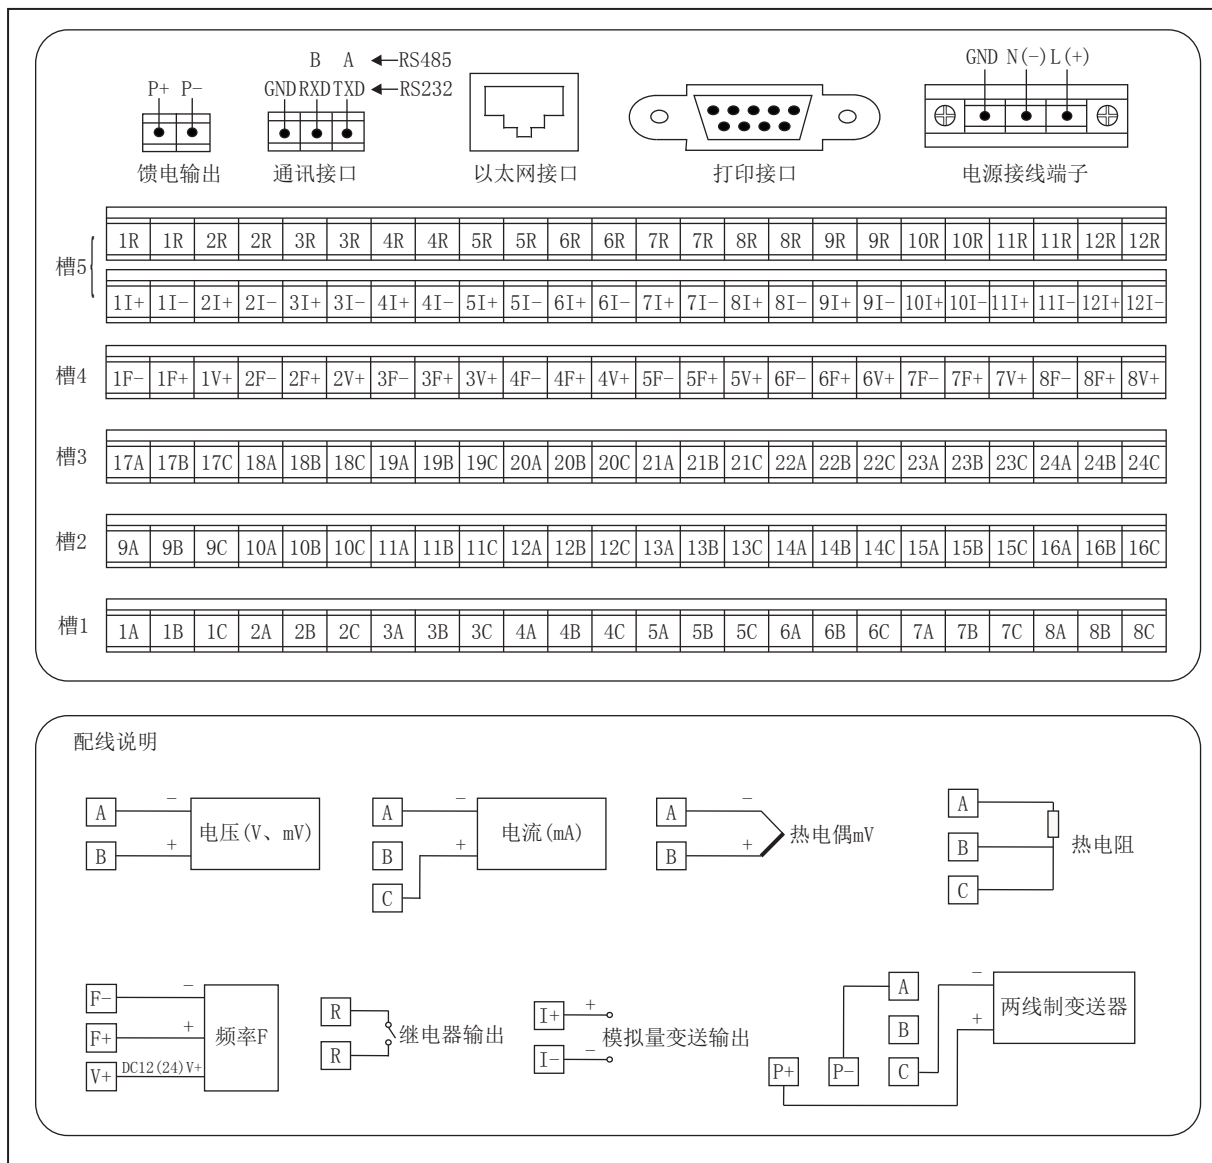 B A ←RS485
P+ P- GND RXD TXD ←RS232 GND N(-) L(+)
馈电输出 通讯接口 以太网接口 打印接口 电源接线端子
槽5
1R 1R 2R 2R 3R 3R 4R 4R 5R 5R 6R 6R 7R 7R 8R 8R 9R 9R 10R 10R 11R 11R 12R 12R
1I+ 1I- 2I+ 2I- 3I+ 3I- 4I+ 4I- 5I+ 5I- 6I+ 6I- 7I+ 7I- 8I+ 8I- 9I+ 9I- 10I+ 10I- 11I+ 11I- 12I+ 12I-
槽4 1F- 1F+ 1V+ 2F- 2F+ 2V+ 3F- 3F+ 3V+ 4F- 4F+ 4V+ 5F- 5F+ 5V+ 6F- 6F+ 6V+ 7F- 7F+ 7V+ 8F- 8F+ 8V+
槽3 17A 17B 17C 18A 18B 18C 19A 19B 19C 20A 20B 20C 21A 21B 21C 22A 22B 22C 23A 23B 23C 24A 24B 24C
槽2 9A 9B 9C 10A 10B 10C 11A 11B 11C 12A 12B 12C 13A 13B 13C 14A 14B 14C 15A 15B 15C 16A 16B 16C
槽1 1A 1B 1C 2A 2B 2C 3A 3B 3C 4A 4B 4C 5A 5B 5C 6A 6B 6C 7A 7B 7C 8A 8B 8C
配线说明
A - B + 电压(V、mV)
A - B + C 电流(mA)
A - B + 热电偶mV
A B C 热电阻
F- - F+ + V+ DC12(24)V+ 频率F
R R 继电器输出
I+ + I- - 模拟量变送输出
P+ P- A B C - + 两线制变送器